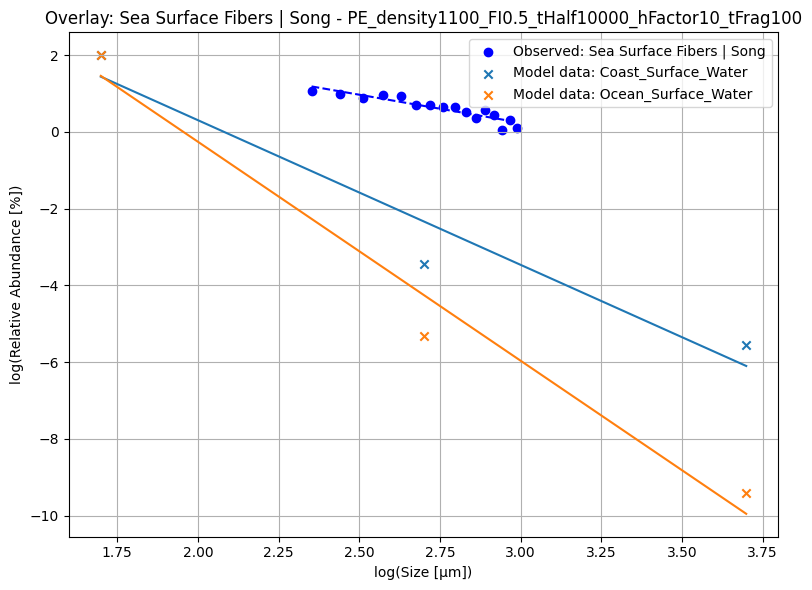 Overlay: Sea Surface Fibers | Song - PE_density1100_FI0.5_tHalf10000_hFactor10_tFrag100
Observed: Sea Surface Fibers | Song
Model data: Coast_Surface_Water
Model data: Ocean_Surface_Water
log(Relative Abundance [%])
2
0
−2
−4
−6
−8
−10
1.75
2.00
2.25
2.50
2.75
3.00
3.25
3.50
3.75
log(Size [μm])